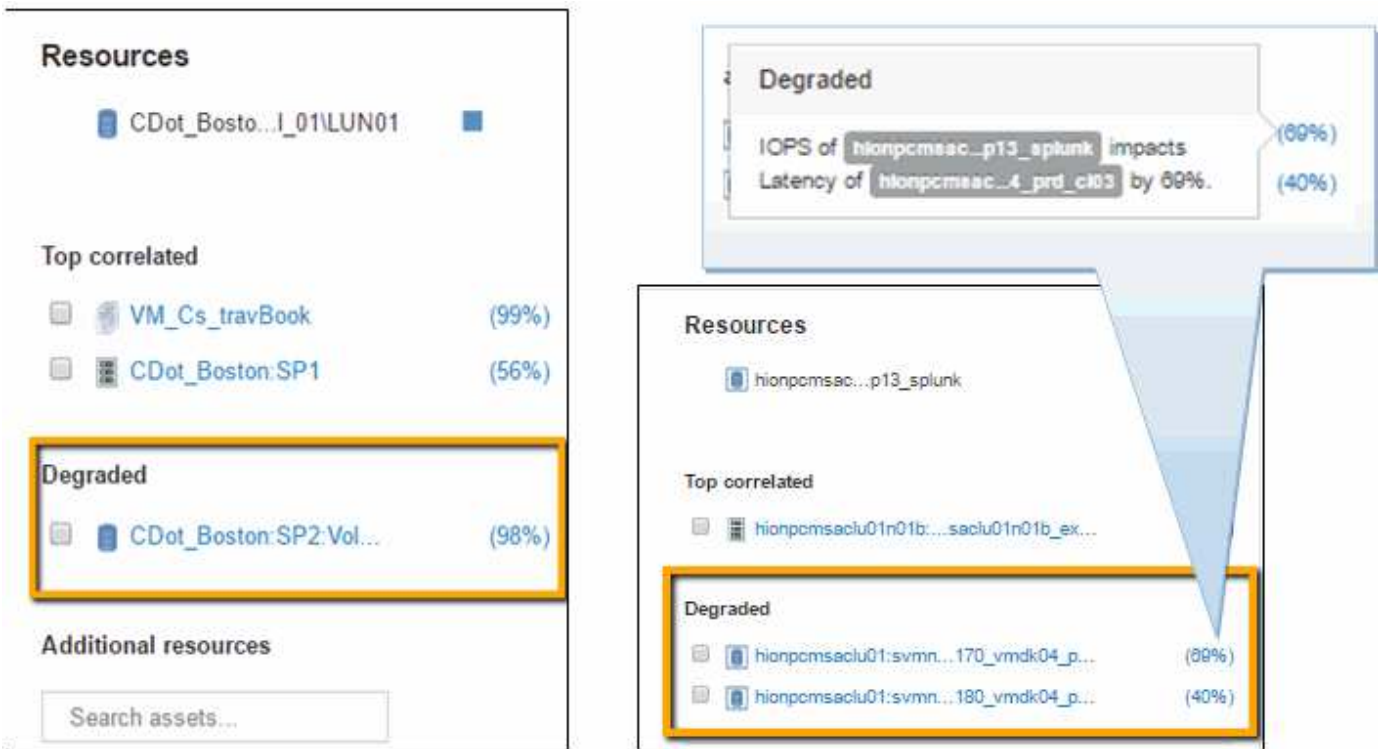 Resources
CDot_Bosto...l_01\LUN01
Top correlated
VM_Cs_travBook (99%)
CDot_Boston:SP1 (56%)
Degraded
CDot_Boston:SP2:Vol... (98%)
Additional resources
Search assets...
Degraded
IOPS of hionpcmsac...p13_splunk impacts (69%)
Latency of hionpcmsac...4_prd_cl03 by 69%. (40%)
Resources
hionpcmsac...p13_splunk
Top correlated
hionpcmsaclu01n01b:...saclu01n01b_ex...
Degraded
hionpcmsaclu01:svmn...170_vmdk04_p... (69%)
hionpcmsaclu01:svmn...180_vmdk04_p... (40%)